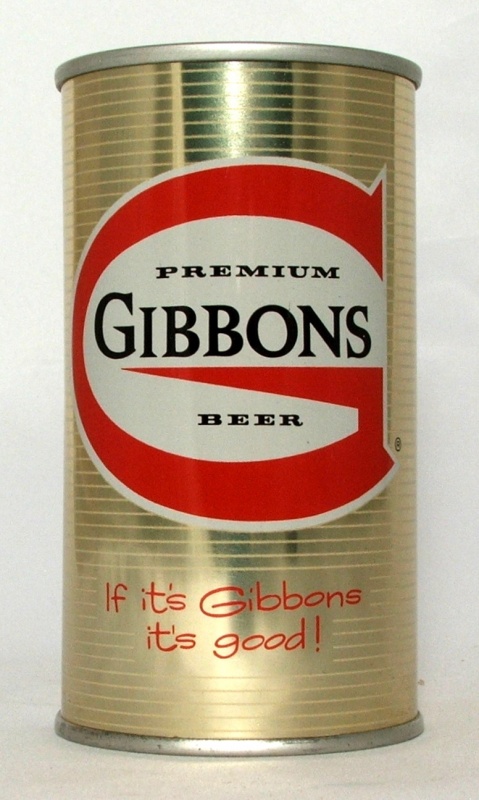 PREMIUM
GIBBONS
BEER
®
If it's Gibbons
it's good!